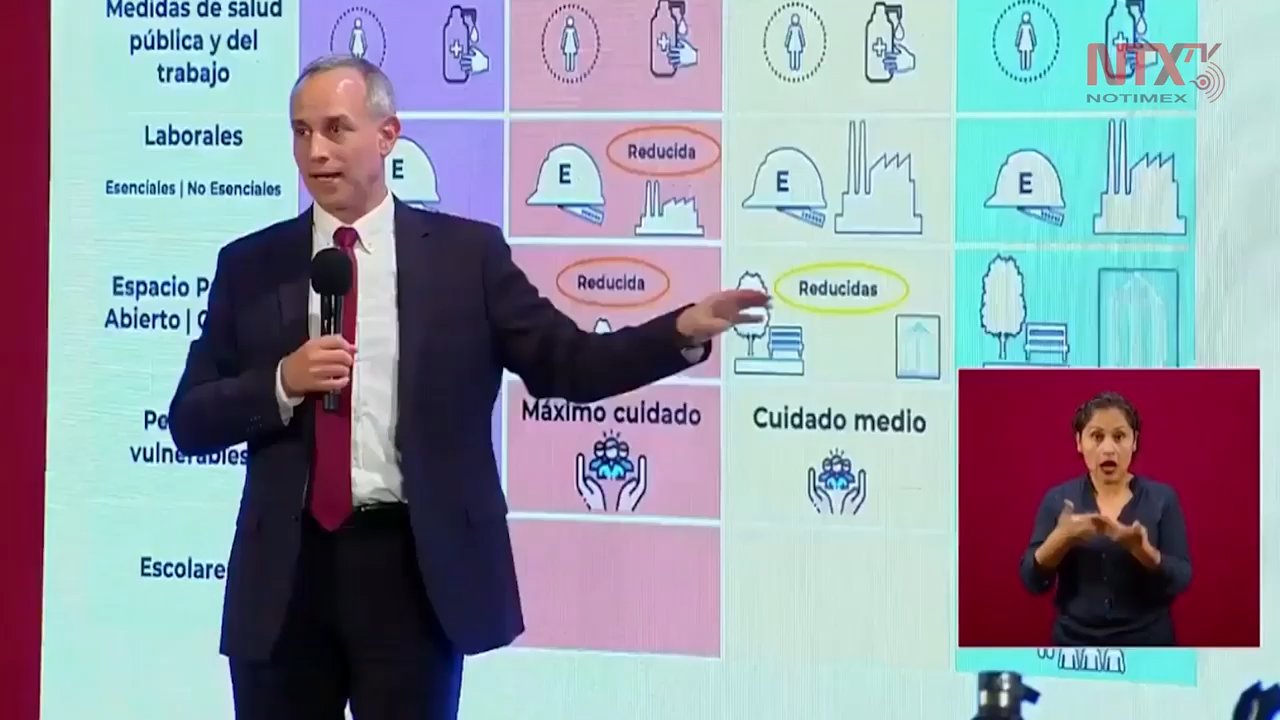 Medidas de salud
pública y del
trabajo
NTX
NOTIMEX
Laborales
Esenciales | No Esenciales
E
E
Reducida
E
E
Espacio
Abierto |
Reducida
Reducidas
vulnerables
Máximo cuidado
Cuidado medio
Escolare